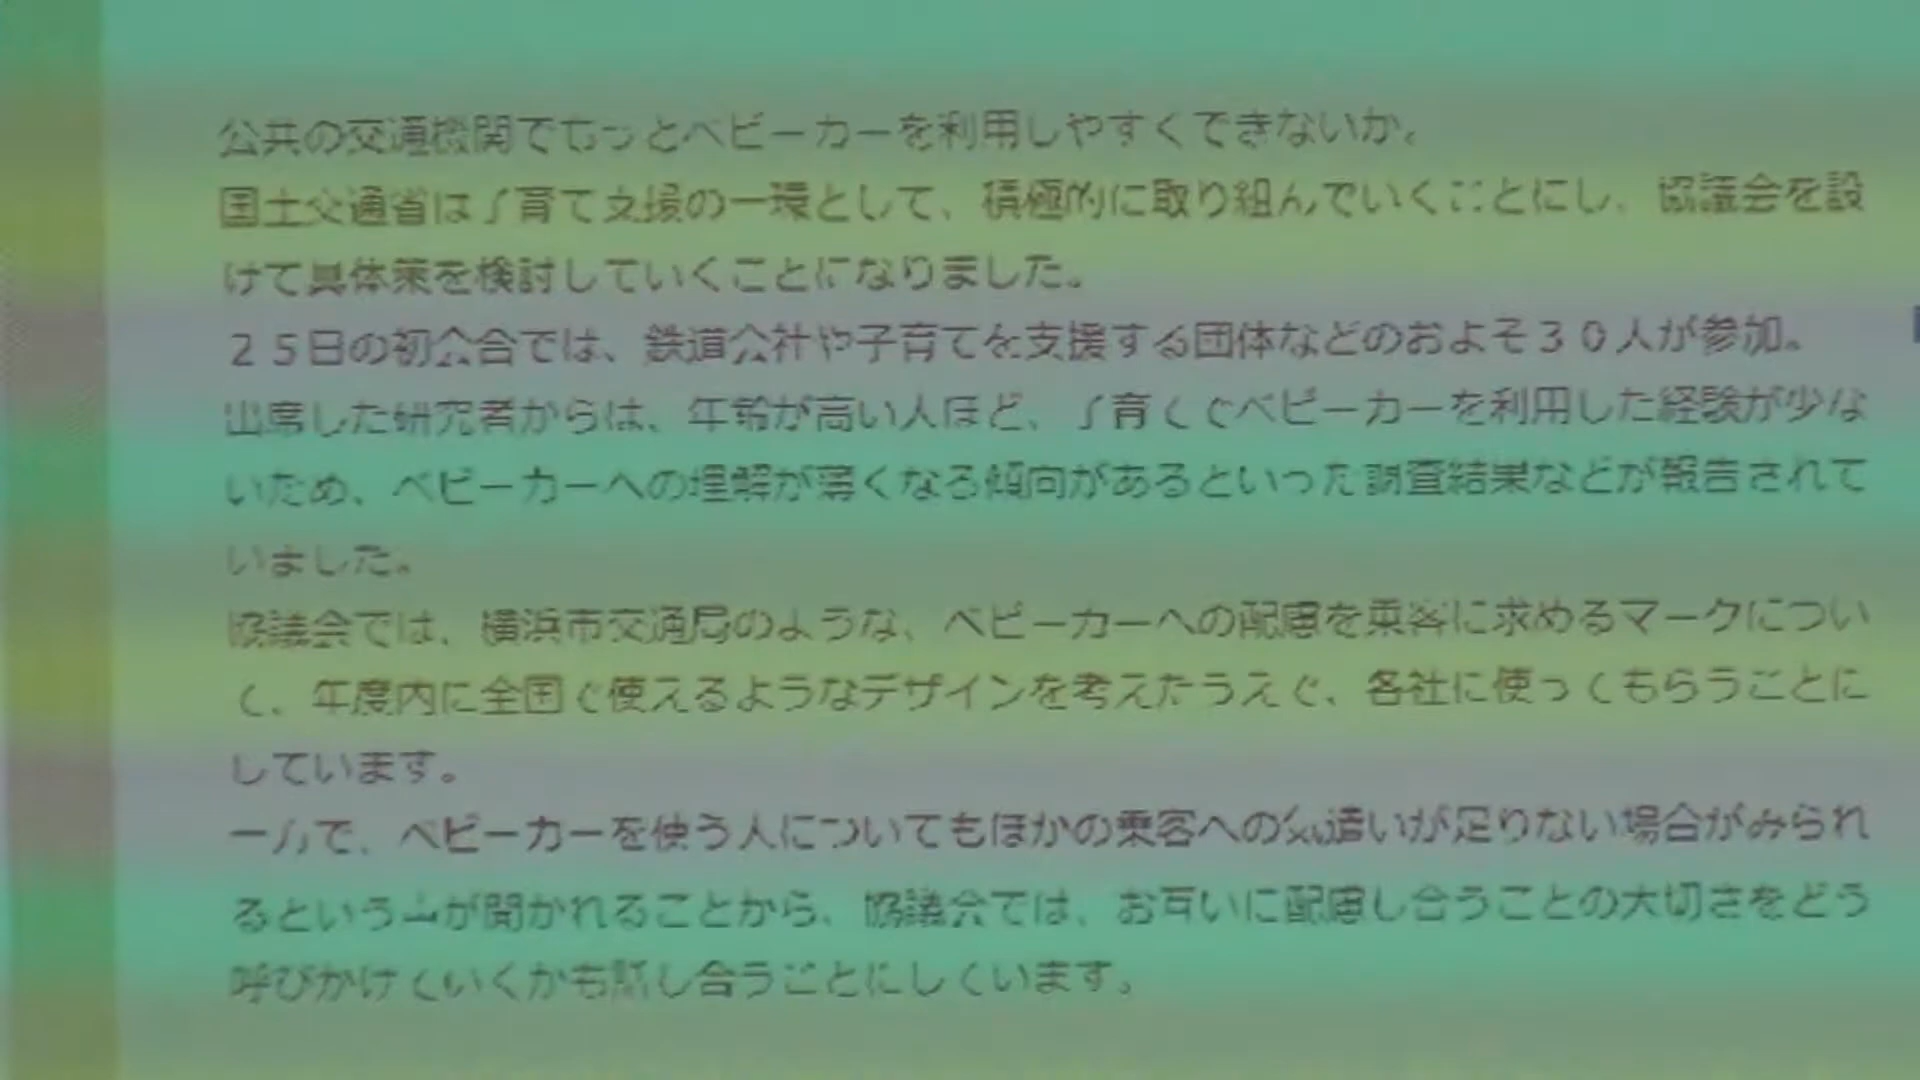 公共の交通機関でもっとベビーカーを利用しやすくできないか。
国土交通省は子育て支援の一環として、積極的に取り組んでいくことにし、協議会を設
けて具体策を検討していくことになりました。
２５日の初会合では、鉄道会社や子育てを支援する団体などのおよそ３０人が参加。
出席した研究者からは、年齢が高い人ほど、子育てでベビーカーを利用した経験が少な
いため、ベビーカーへの理解が薄くなる傾向があるといった調査結果などが報告されて
いました。
協議会では、横浜市交通局のような、ベビーカーへの配慮を乗客に求めるマークについ
て、年度内に全国で使えるようなデザインを考えたうえで、各社に使ってもらうことに
しています。
一方で、ベビーカーを使う人についてもほかの乗客への気遣いが足りない場合がみられ
るという声が聞かれることから、協議会では、お互いに配慮し合うことの大切さをどう
呼びかけていくかも話し合うことにしています。